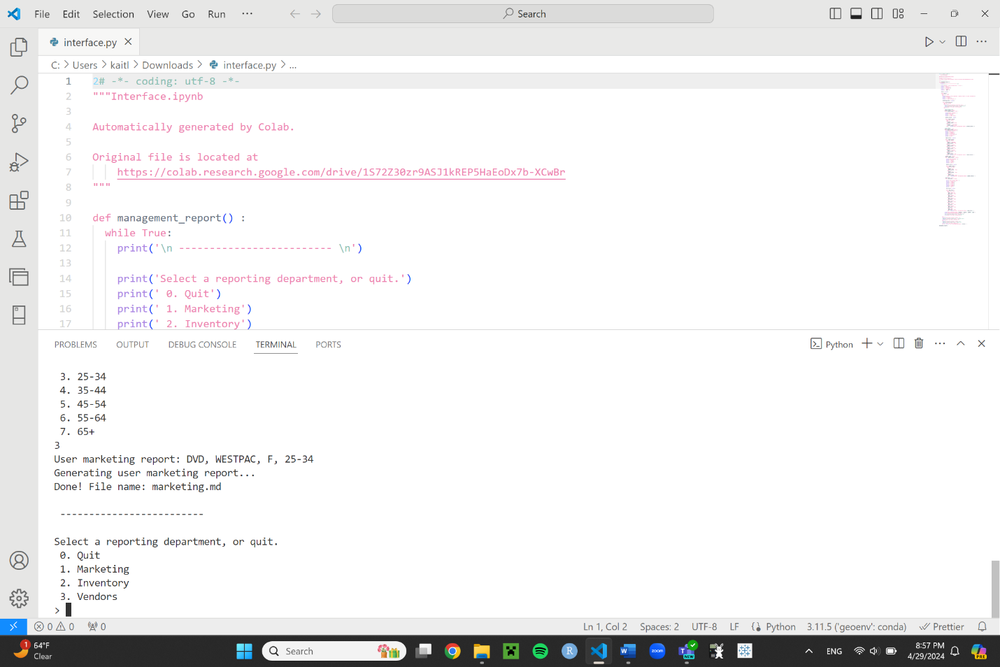 File Edit Selection View Go Run ··· Search
interface.py
C: > Users > kaitl > Downloads > interface.py > ...
1 2# -*- coding: utf-8 -*-
2 """Interface.ipynb
3
4 Automatically generated by Colab.
5
6 Original file is located at
7 https://colab.research.google.com/drive/1S72Z30zr9ASJ1kREP5HaEoDx7b-XCwBr
8 """
9
10 def management_report() :
11 while True:
12 print('\n ------------------------- \n')
13
14 print('Select a reporting department, or quit.')
15 print(' 0. Quit')
16 print(' 1. Marketing')
17 print(' 2. Inventory')
PROBLEMS OUTPUT DEBUG CONSOLE TERMINAL PORTS Python
3. 25-34
4. 35-44
5. 45-54
6. 55-64
7. 65+
3
User marketing report: DVD, WESTPAC, F, 25-34
Generating user marketing report...
Done! File name: marketing.md
-------------------------
Select a reporting department, or quit.
0. Quit
1. Marketing
2. Inventory
3. Vendors
>
0 0 0 Ln 1, Col 2 Spaces: 2 UTF-8 LF Python 3.11.5 ('geoenv': conda) Prettier
1 64°F
Clear
Search
R
W
zoom
T
NEW
ENG
8:57 PM
4/29/2024
PRE